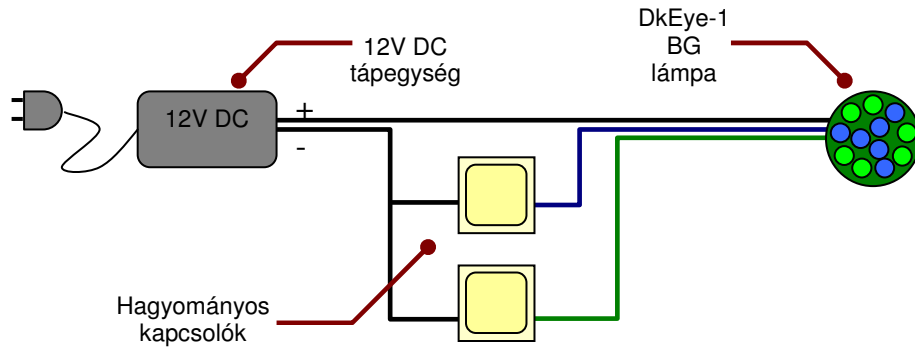 12V DC
tápegység
DkEye-1
BG
lámpa
12V DC
+
-
Hagyományos
kapcsolók